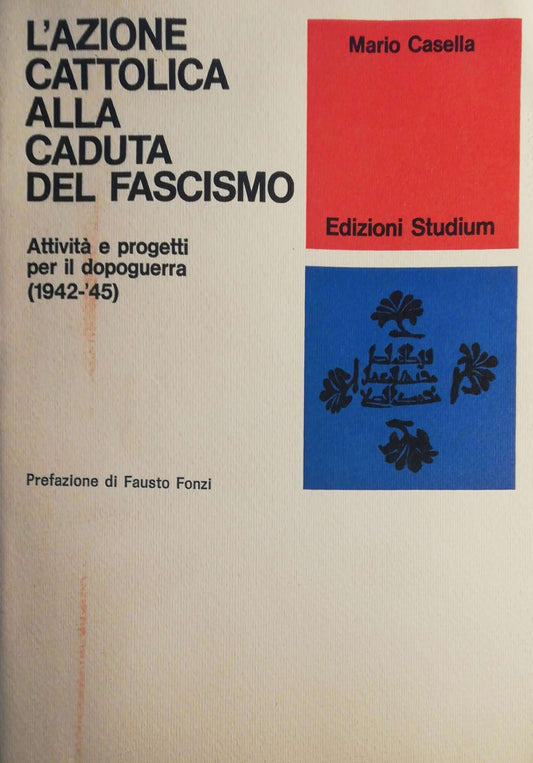 L'AZIONE
CATTOLICA
ALLA
CADUTA
DEL FASCISMO
Attività e progetti
per il dopoguerra
(1942-'45)
Prefazione di Fausto Fonzi
Mario Casella
Edizioni Studium